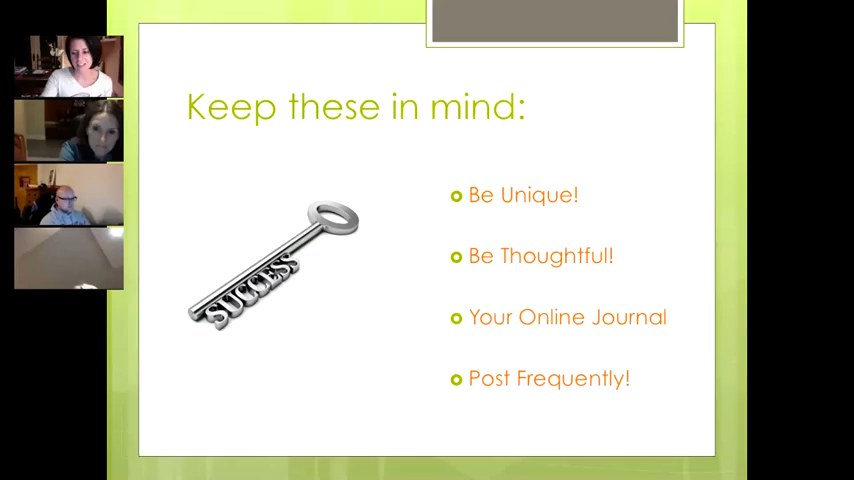 Keep these in mind:
Be Unique!
Be Thoughtful!
SUCCESS
Your Online Journal
Post Frequently!